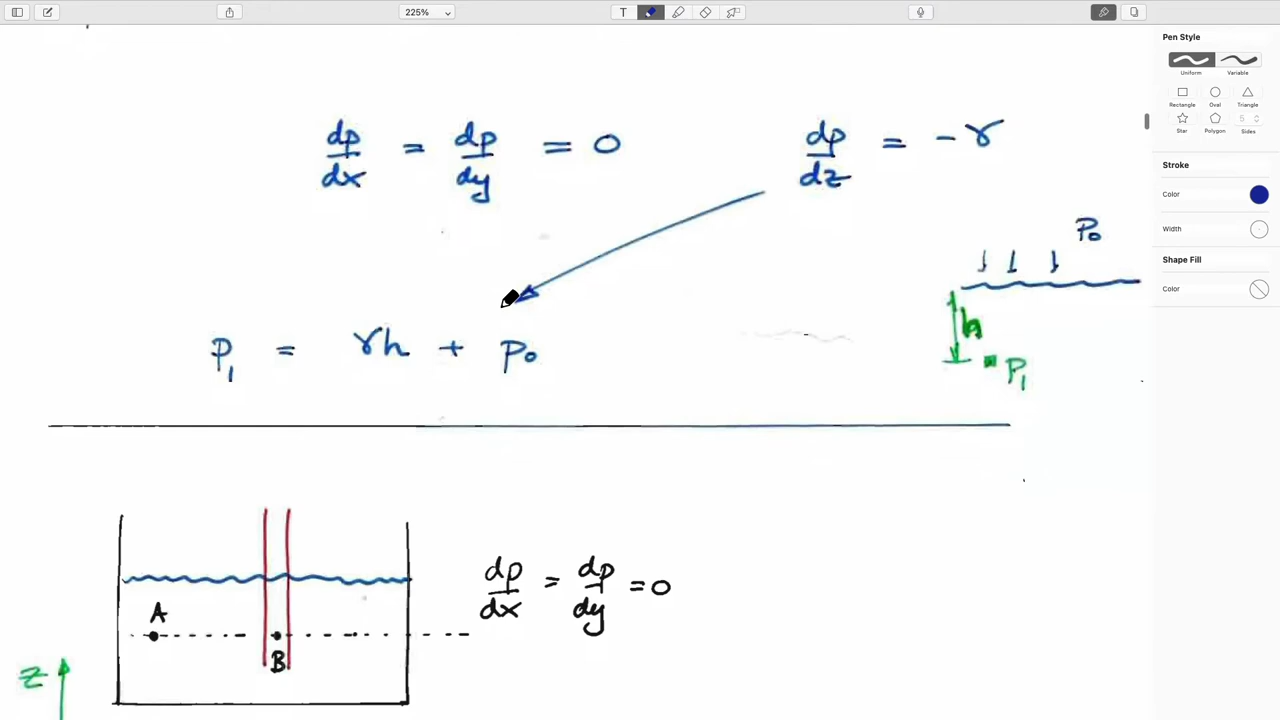 225%
T
Pen Style
Uniform Variable
Rectangle Oval Triangle
Star Polygon 5 Sides
Stroke
Color
Width
Shape Fill
Color
dp/dx = dp/dy = 0 dp/dz = -γ
P₀
h
P₁
P₁ = γh + P₀
dp/dx = dp/dy = 0
A
B
z